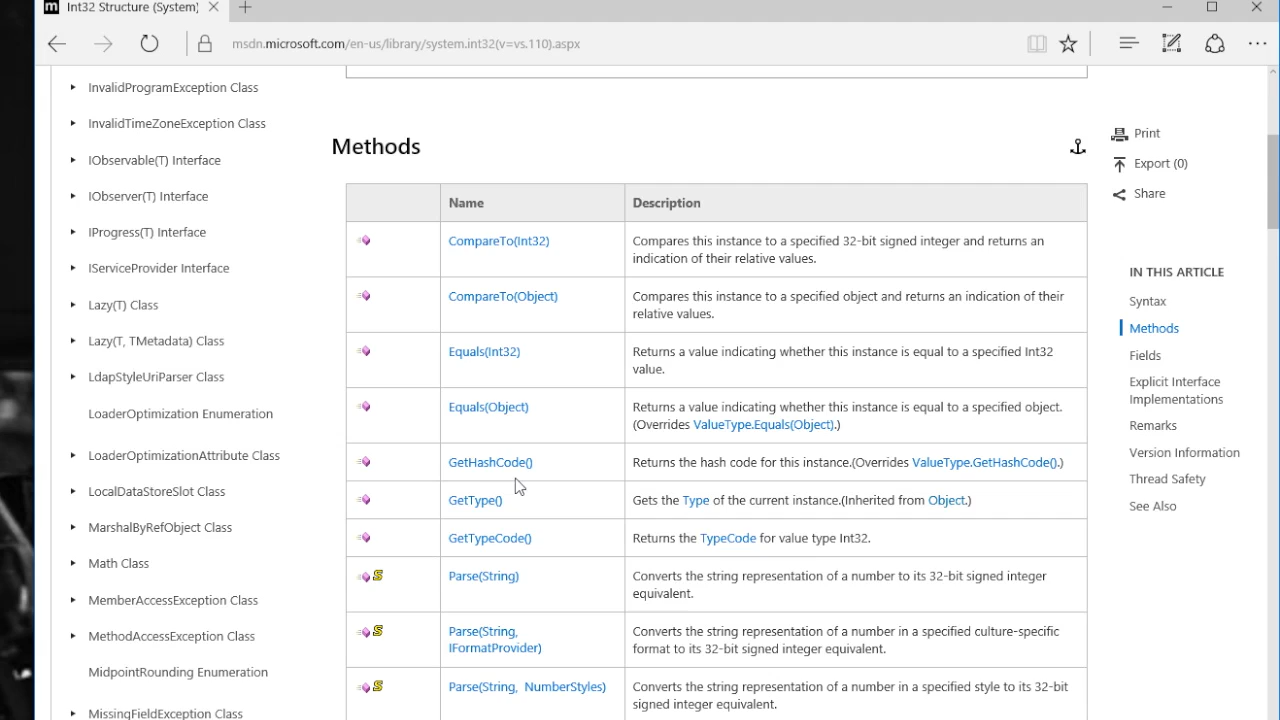 Int32 Structure (System)
msdn.microsoft.com/en-us/library/system.int32(v=vs.110).aspx
InvalidProgramException Class
InvalidTimeZoneException Class
IObservable(T) Interface
IObserver(T) Interface
IProgress(T) Interface
IServiceProvider Interface
Lazy(T) Class
Lazy(T, TMetadata) Class
LdapStyleUriParser Class
LoaderOptimization Enumeration
LoaderOptimizationAttribute Class
LocalDataStoreSlot Class
MarshalByRefObject Class
Math Class
MemberAccessException Class
MethodAccessException Class
MidpointRounding Enumeration
MissingFieldException Class
Methods
Name Description
CompareTo(Int32) Compares this instance to a specified 32-bit signed integer and returns an
indication of their relative values.
CompareTo(Object) Compares this instance to a specified object and returns an indication of their
relative values.
Equals(Int32) Returns a value indicating whether this instance is equal to a specified Int32
value.
Equals(Object) Returns a value indicating whether this instance is equal to a specified object.
(Overrides ValueType.Equals(Object).)
GetHashCode() Returns the hash code for this instance.(Overrides ValueType.GetHashCode().)
GetType() Gets the Type of the current instance.(Inherited from Object.)
GetTypeCode() Returns the TypeCode for value type Int32.
Parse(String) Converts the string representation of a number to its 32-bit signed integer
equivalent.
Parse(String, Converts the string representation of a number in a specified culture-specific
IFormatProvider) format to its 32-bit signed integer equivalent.
Parse(String, NumberStyles) Converts the string representation of a number in a specified style to its 32-bit
signed integer equivalent.
Print
Export (0)
Share
IN THIS ARTICLE
Syntax
Methods
Fields
Explicit Interface
Implementations
Remarks
Version Information
Thread Safety
See Also